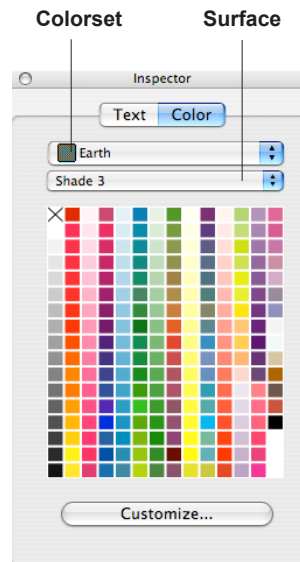 Colorset Surface
Inspector
Text Color
Earth
Shade 3
Customize...